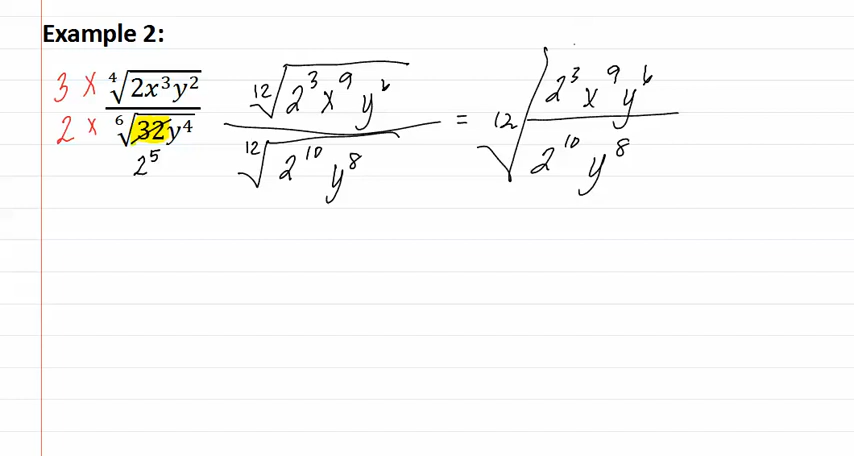 Example 2:
3 × ⁴√(2x³y²) / 2 × ⁶√(32y⁴) ¹²√(2³x⁹y⁶) / ¹²√(2¹⁰y⁸) = ¹²√(2³x⁹y⁶ / 2¹⁰y⁸)
2⁵